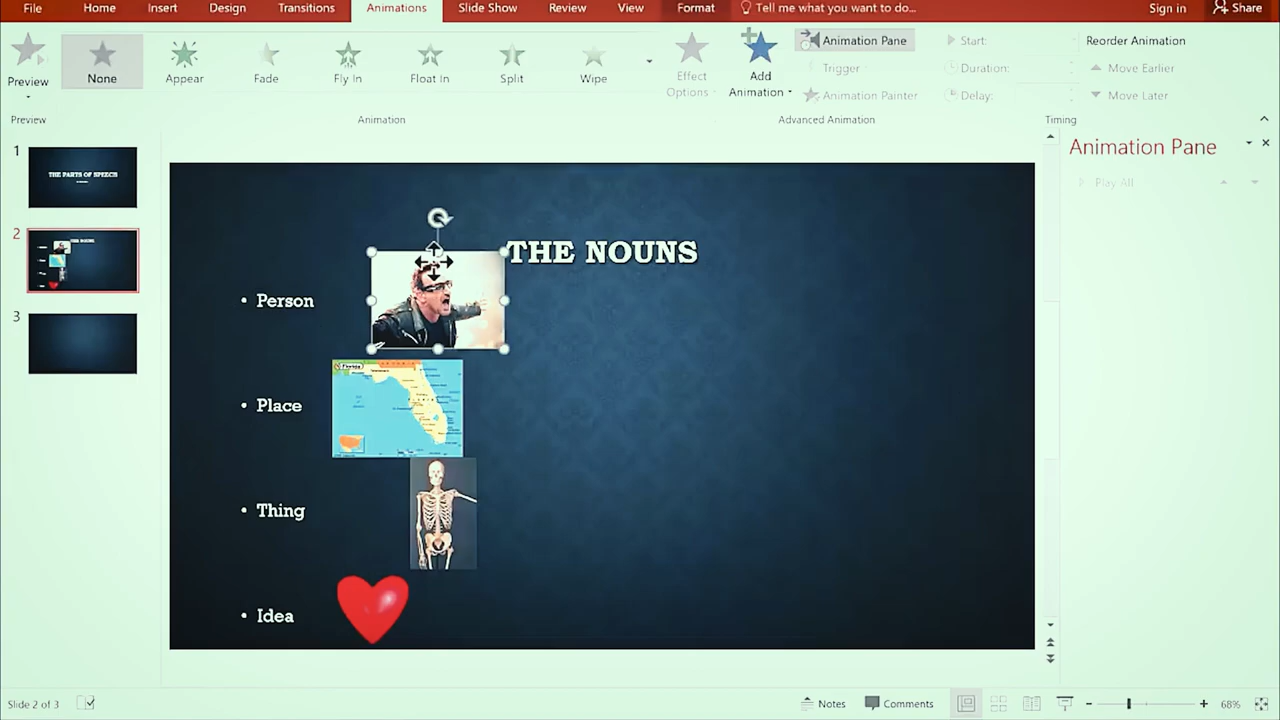 File Home Insert Design Transitions Animations Slide Show Review View Format Tell me what you want to do... Sign in Share
Preview None Appear Fade Fly In Float In Split Wipe Effect Options Add Animation
Animation Pane Start: Reorder Animation
Trigger Duration: Move Earlier
Animation Painter Delay: Move Later
Preview Animation Advanced Animation Timing
Animation Pane
Play All
1
THE PARTS OF SPEECH
2
THE NOUNS
3
THE NOUNS
• Person
Florida
• Place
• Thing
• Idea
Slide 2 of 3 Notes Comments 68%